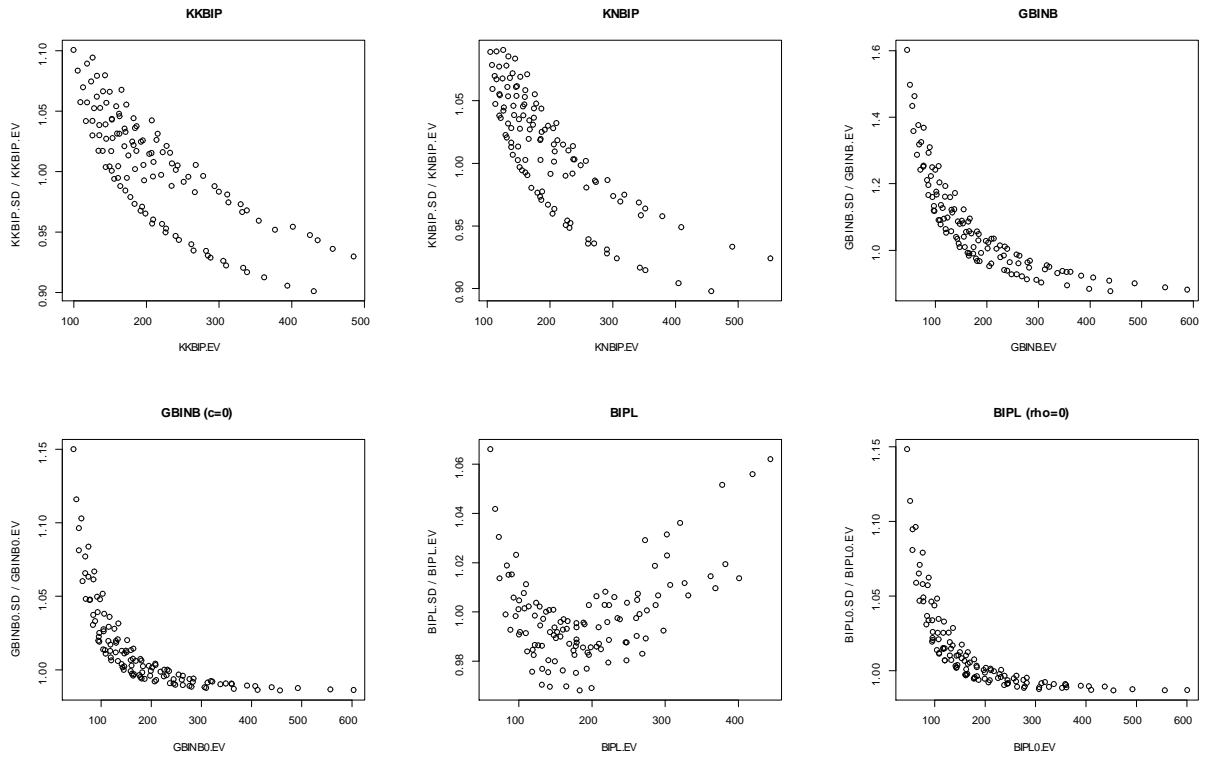 KKBIP
KKBIP.SD / KKBIP.EV
1.10
1.05
1.00
0.95
0.90
100 200 300 400 500
KKBIP.EV
KNBIP
KNBIP.SD / KNBIP.EV
1.05
1.00
0.95
0.90
100 200 300 400 500
KNBIP.EV
GBINB
GBINB.SD / GBINB.EV
1.6
1.4
1.2
1.0
100 200 300 400 500 600
GBINB.EV
GBINB (c=0)
GBINB0.SD / GBINB0.EV
1.15
1.10
1.05
1.00
100 200 300 400 500 600
GBINB0.EV
BIPL
BIPL.SD / BIPL.EV
1.06
1.04
1.02
1.00
0.98
100 200 300 400
BIPL.EV
BIPL (rho=0)
BIPL0.SD / BIPL0.EV
1.15
1.10
1.05
1.00
100 200 300 400 500 600
BIPL0.EV